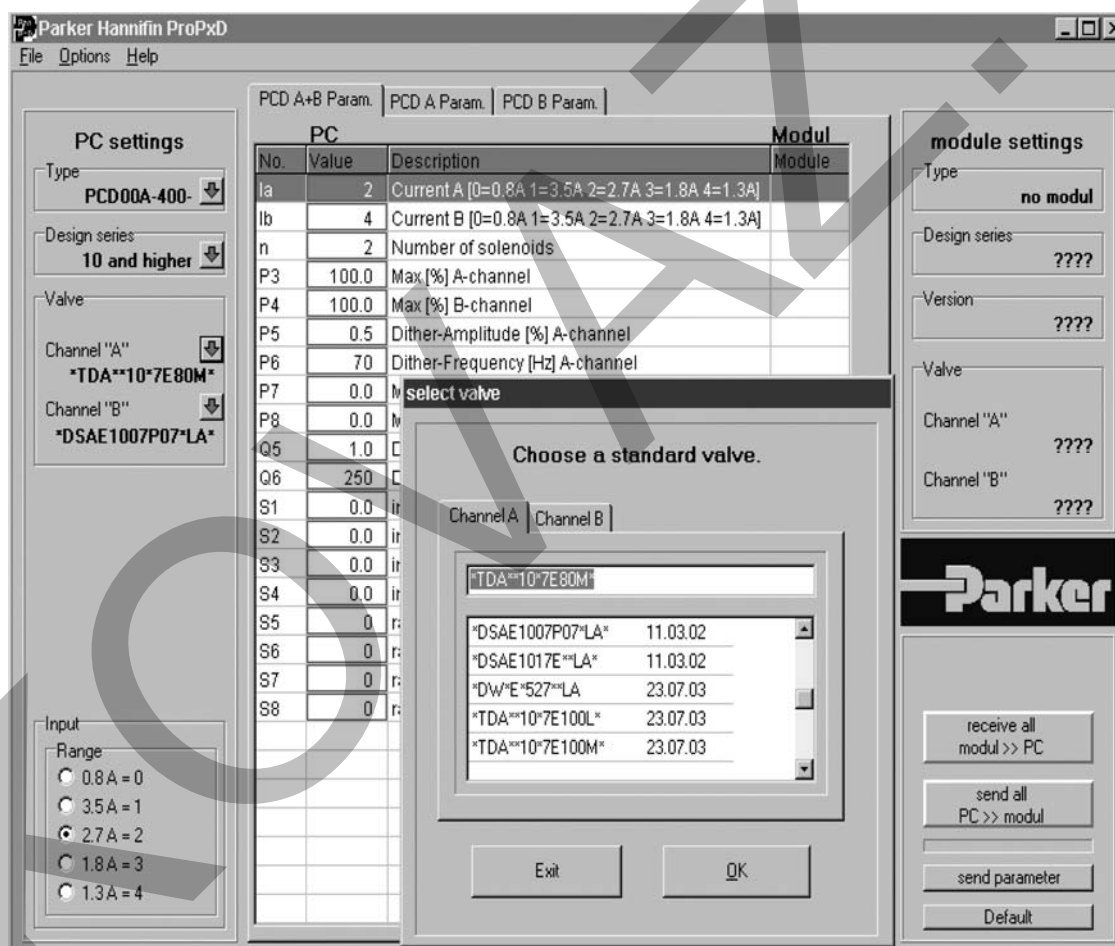 Parker Hannifin ProPxD
File Options Help
PCD A+B Param. PCD A Param. PCD B Param.
PC settings
Type
PCD00A-400-
Design series
10 and higher
Valve
Channel "A"
*TDA**10*7E80M*
Channel "B"
*DSAE1007P07*LA*
Input
Range
0.8 A = 0
3.5 A = 1
2.7 A = 2
1.8 A = 3
1.3 A = 4
PC Modul
No. Value Description Module
Ia 2 Current A [0=0.8A 1=3.5A 2=2.7A 3=1.8A 4=1.3A]
Ib 4 Current B [0=0.8A 1=3.5A 2=2.7A 3=1.8A 4=1.3A]
n 2 Number of solenoids
P3 100.0 Max [%] A-channel
P4 100.0 Max [%] B-channel
P5 0.5 Dither-Amplitude [%] A-channel
P6 70 Dither-Frequency [Hz] A-channel
P7 0.0
P8 0.0
Q5 1.0
Q6 250
S1 0.0
S2 0.0
S3 0.0
S4 0.0
S5 0
S6 0
S7 0
S8 0
select valve
Choose a standard valve.
Channel A Channel B
*TDA**10*7E80M*
*DSAE1007P07*LA* 11.03.02
*DSAE1017E**LA* 11.03.02
*DW*E*527**LA 23.07.03
*TDA**10*7E100L* 23.07.03
*TDA**10*7E100M* 23.07.03
Exit OK
module settings
Type
no modul
Design series
????
Version
????
Valve
Channel "A"
????
Channel "B"
????
Parker
receive all
modul >> PC
send all
PC >> modul
send parameter
Default